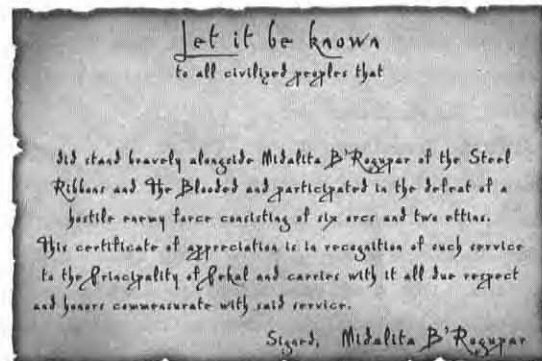 Let it be known
to all civilized peoples that
did stand bravely alongside Midalita B'Rogupar of the Steel
Ribbons and The Blooded and participated in the defeat of a
hostile enemy force consisting of six orcs and two ettins.
This certificate of appreciation is in recognition of such service
to the Principality of Pekal and carries with it all due respect
and honors commensurate with said service.
Signed, Midalita B'Rogupar